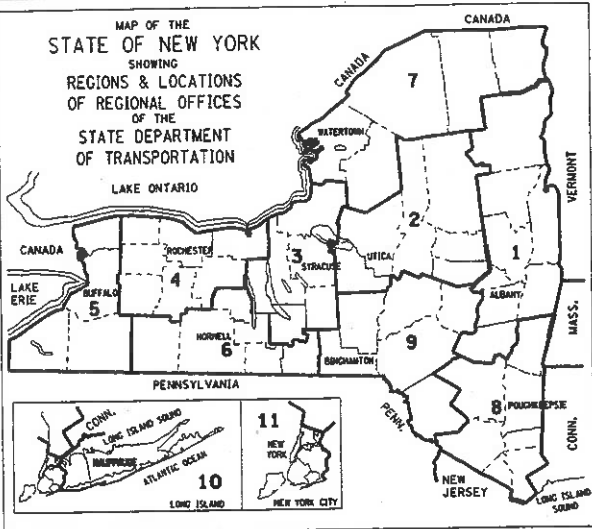 MAP OF THE
STATE OF NEW YORK
SHOWING
REGIONS & LOCATIONS
OF REGIONAL OFFICES
OF THE
STATE DEPARTMENT
OF TRANSPORTATION
CANADA
CANADA
7
WATERTOWN
LAKE ONTARIO
VERMONT
CANADA
ROCHESTER
3
SYRACUSE
UTICA
2
1
LAKE
ERIE
BUFFALO
5
4
ALBANY
MASS.
HORNELL
6
BINGHAMTON
9
PENNSYLVANIA
PENN.
8
POUGHKEEPSIE
CONN.
NEW
JERSEY
LONG ISLAND
SOUND
CONN.
LONG ISLAND SOUND
HAUPPAUGE
ATLANTIC OCEAN
10
LONG ISLAND
11
NEW
YORK
NEW YORK CITY